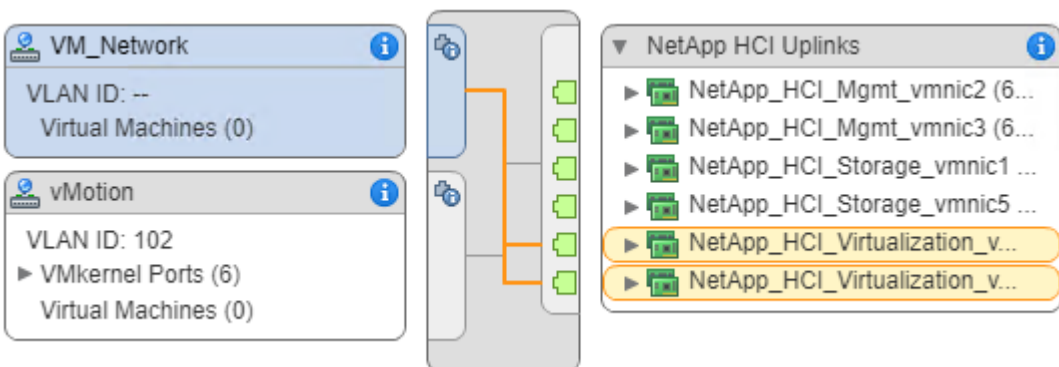 VM_Network
VLAN ID: --
Virtual Machines (0)
vMotion
VLAN ID: 102
VMkernel Ports (6)
Virtual Machines (0)
NetApp HCI Uplinks
NetApp_HCI_Mgmt_vmnic2 (6...
NetApp_HCI_Mgmt_vmnic3 (6...
NetApp_HCI_Storage_vmnic1 ...
NetApp_HCI_Storage_vmnic5 ...
NetApp_HCI_Virtualization_v...
NetApp_HCI_Virtualization_v...